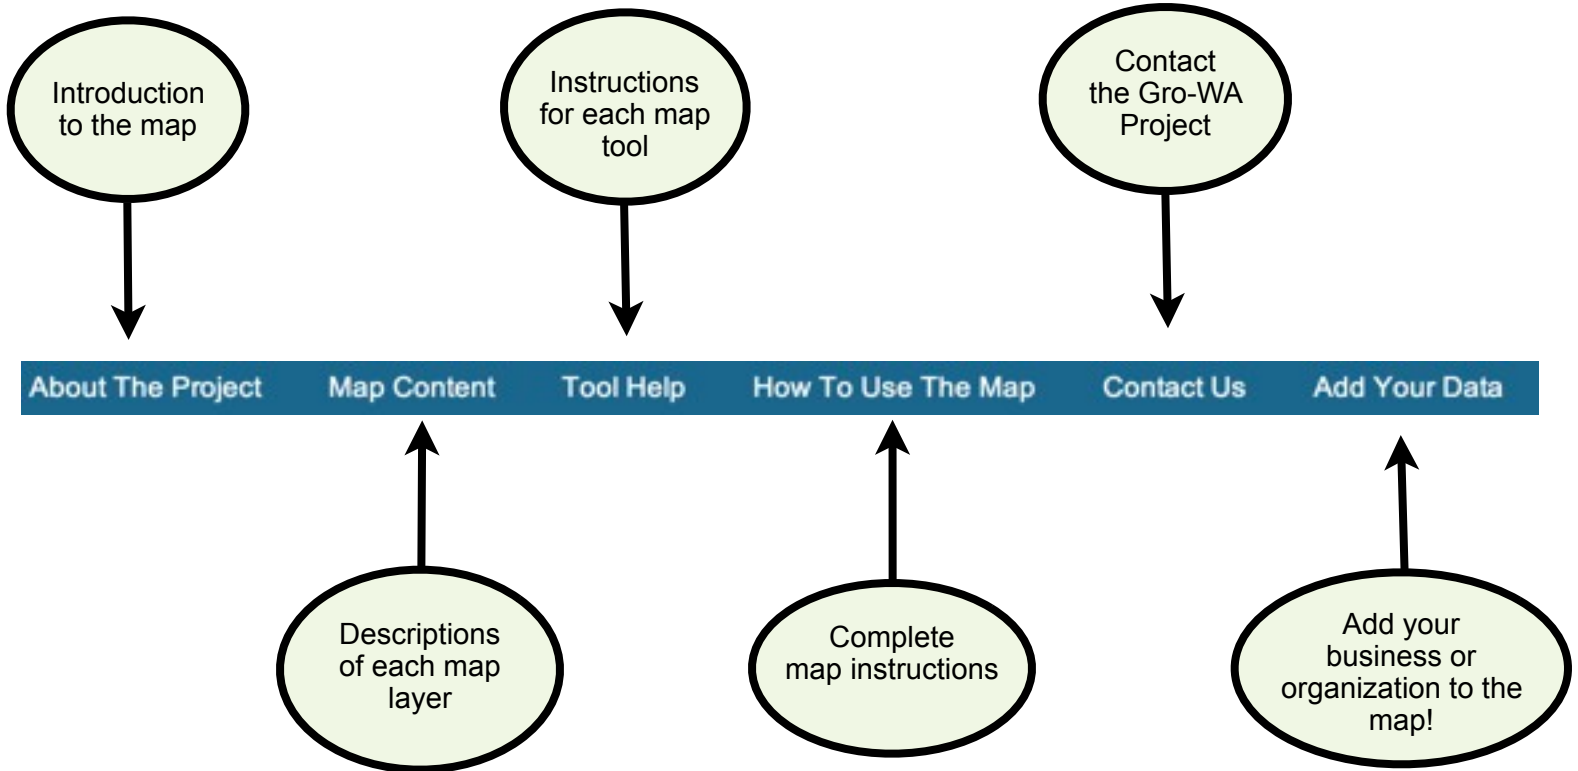 Introduction
to the map
Instructions
for each map
tool
Contact
the Gro-WA
Project
About The Project
Map Content
Tool Help
How To Use The Map
Contact Us
Add Your Data
Descriptions
of each map
layer
Complete
map instructions
Add your
business or
organization to the
map!